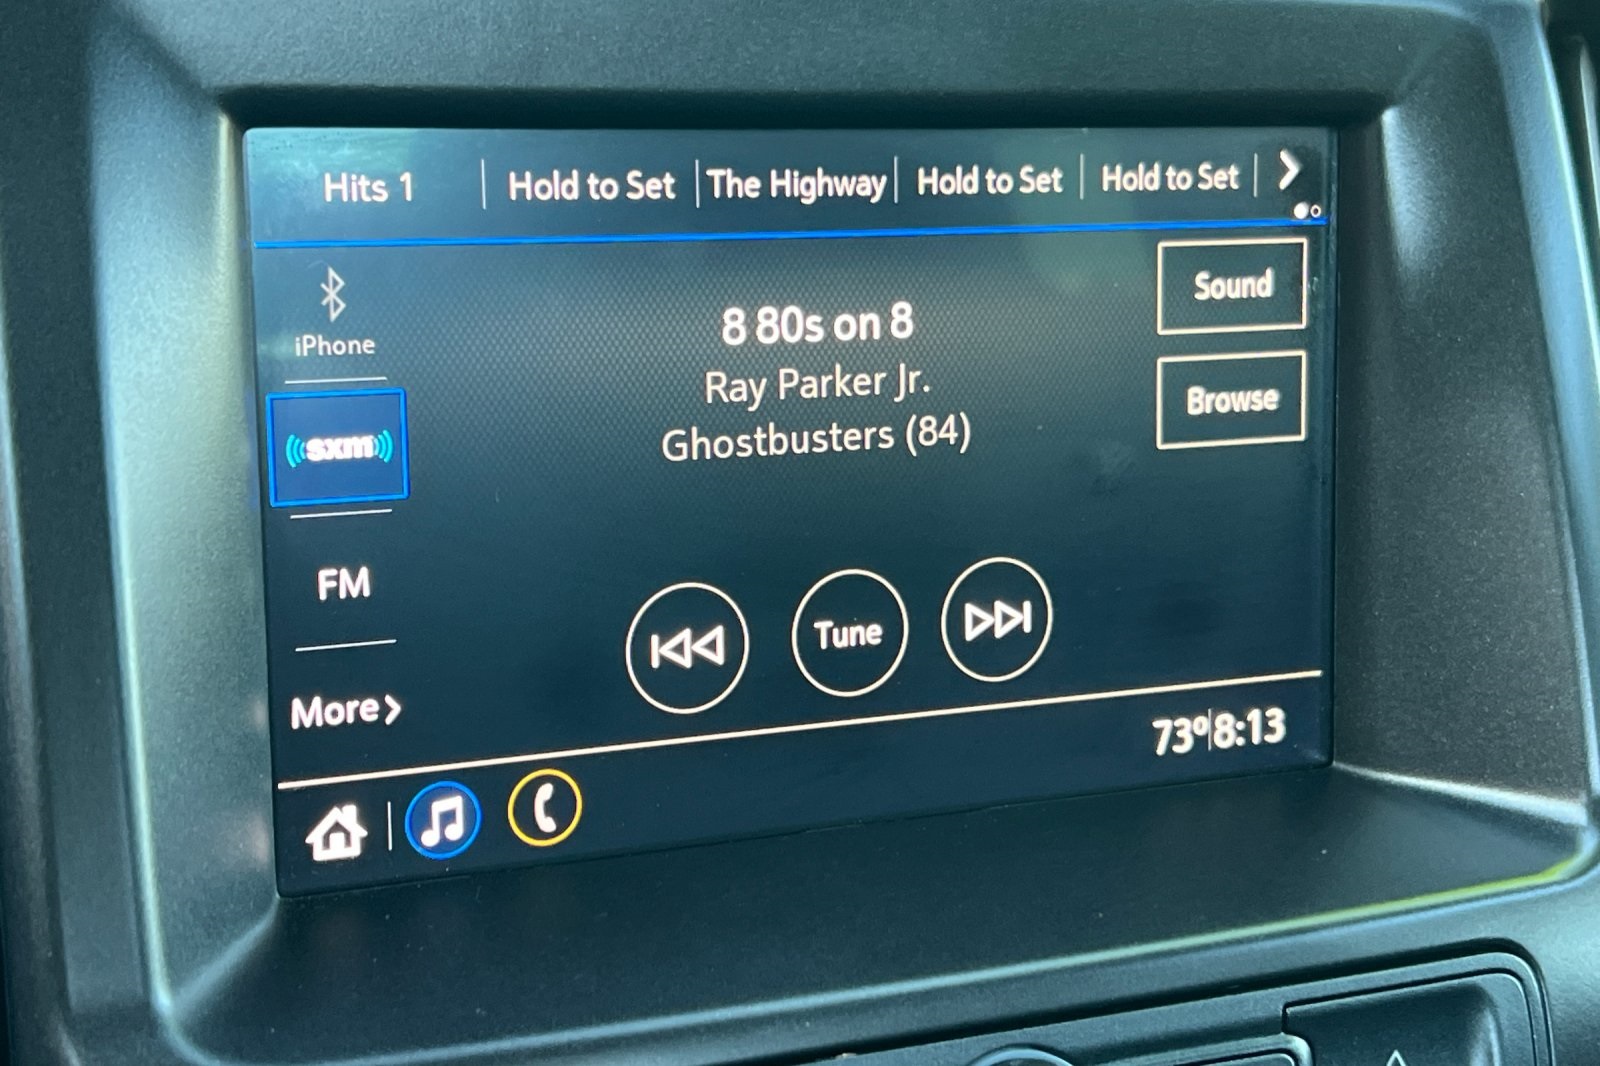 Hits 1
Hold to Set
The Highway
Hold to Set
Hold to Set
iPhone
sxm
FM
More
8 80s on 8
Ray Parker Jr.
Ghostbusters (84)
Sound
Browse
Tune
73° 8:13